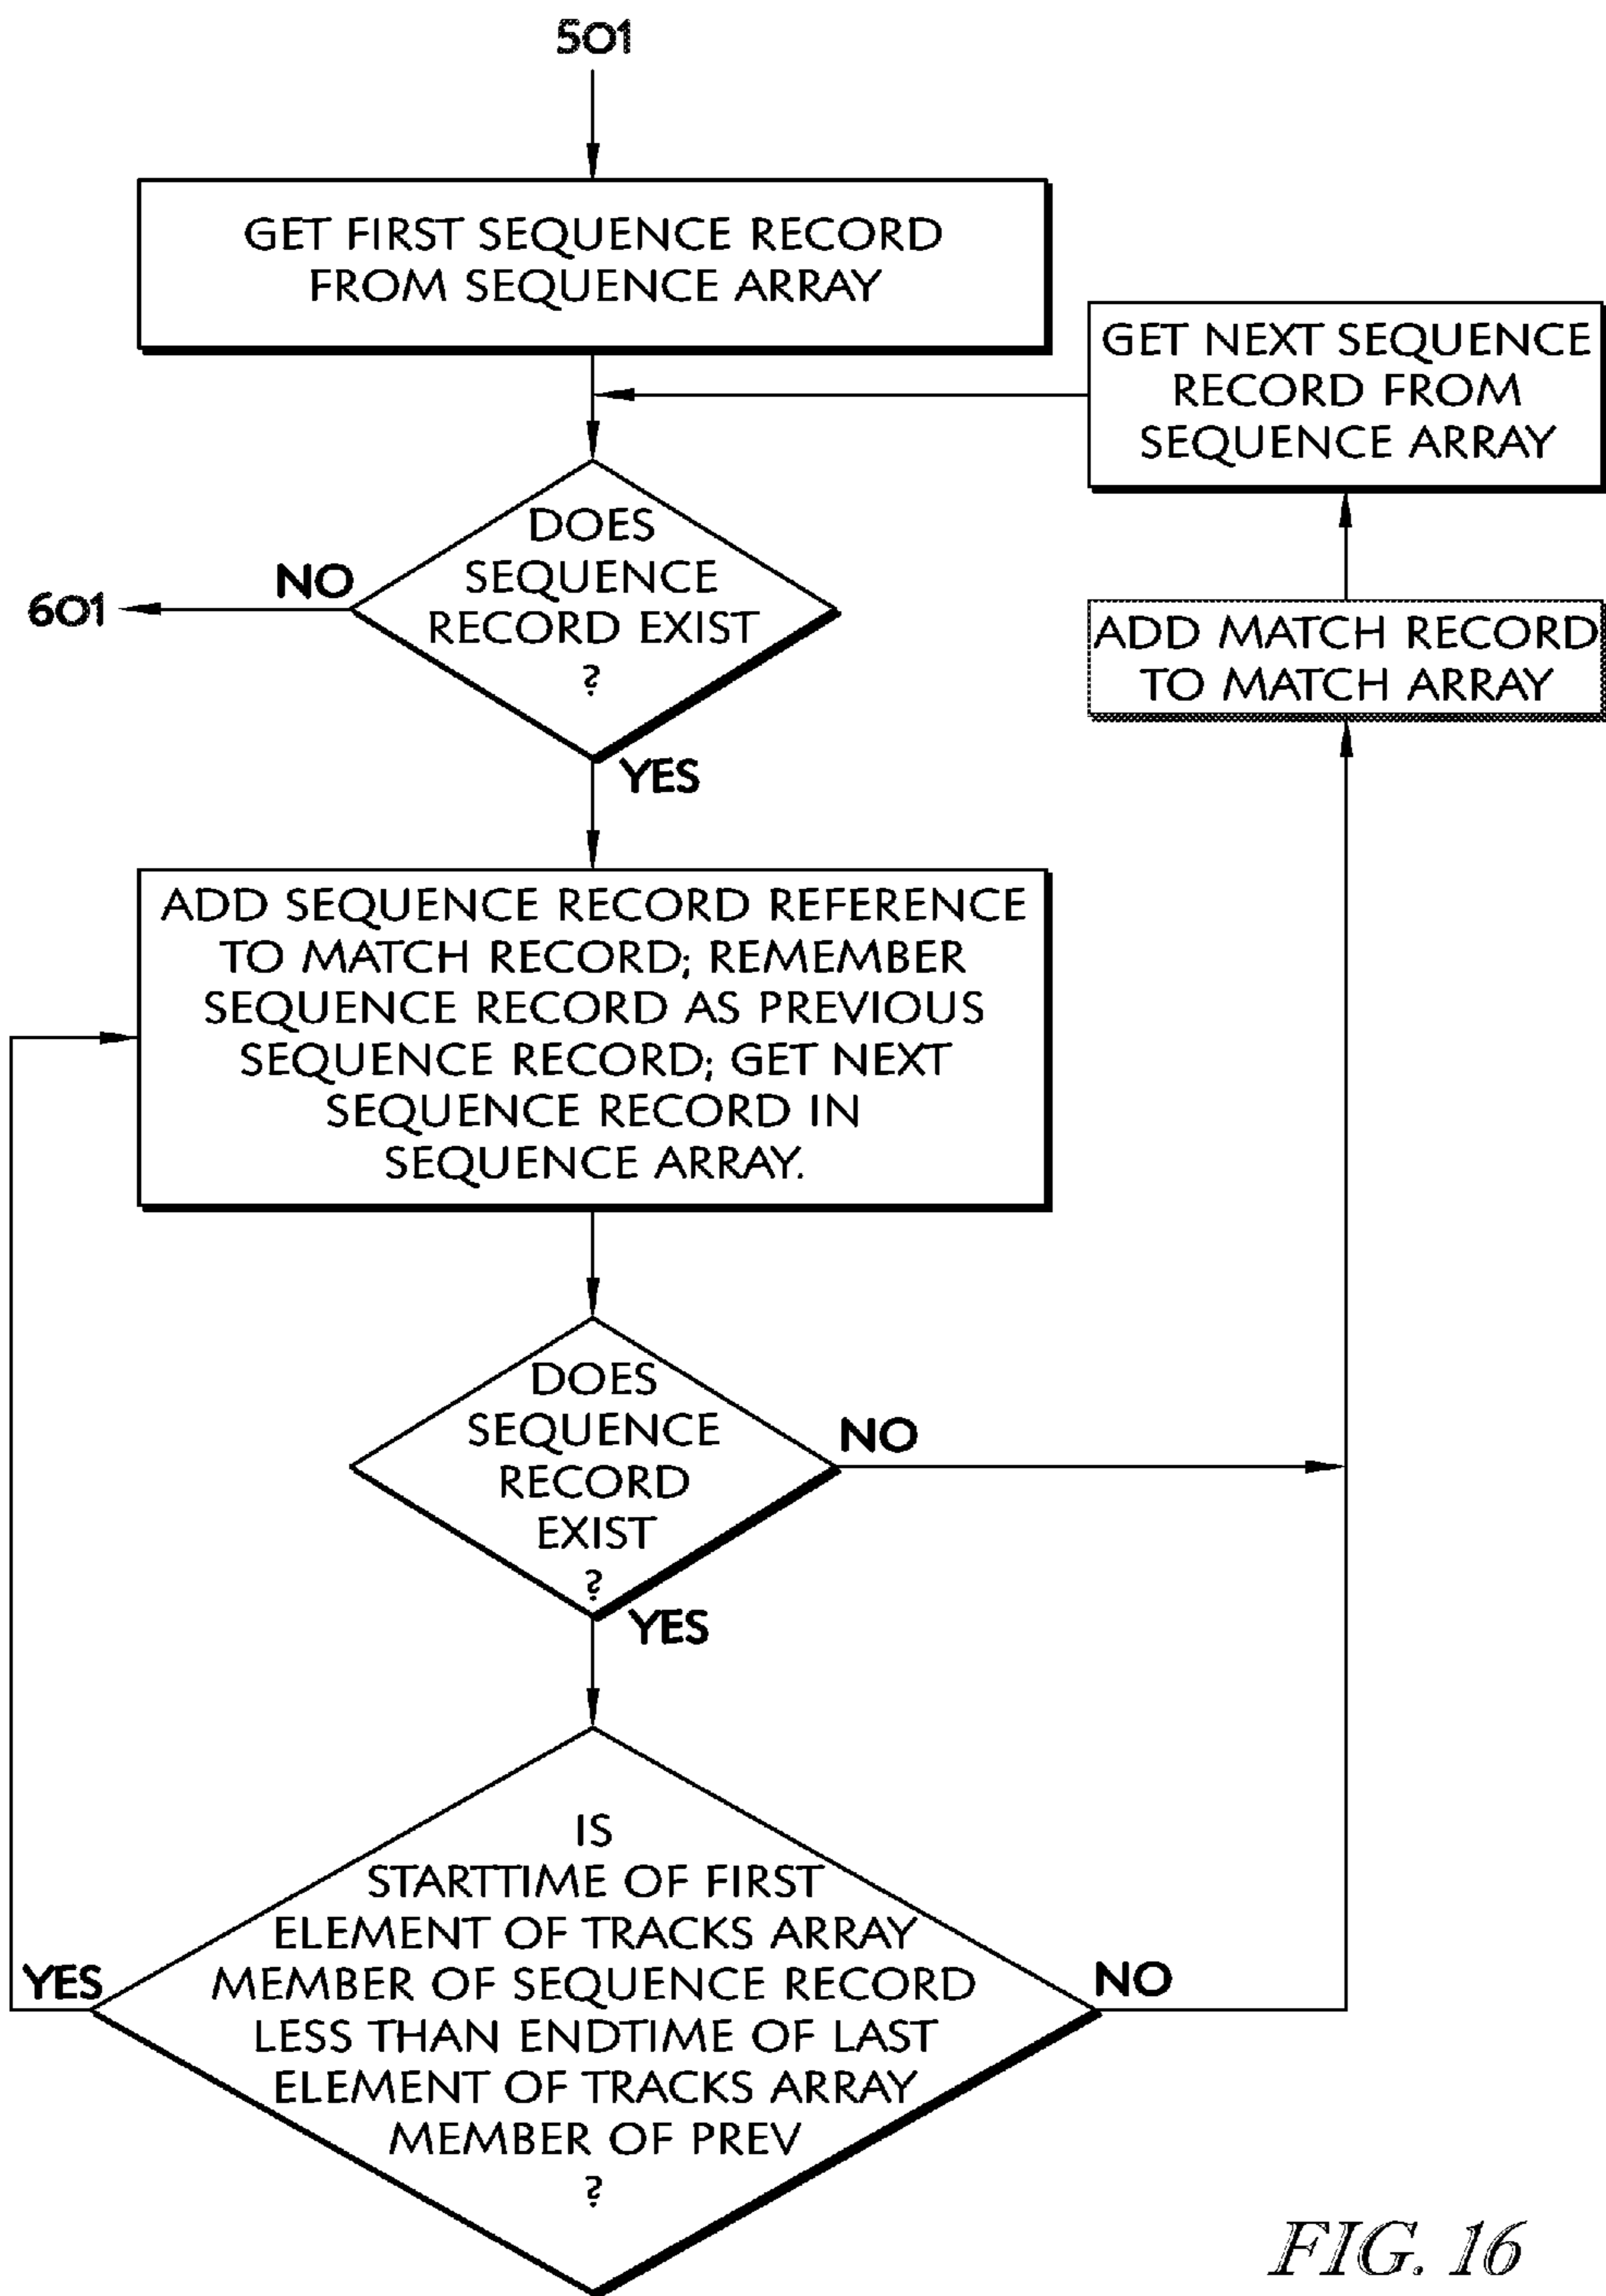 501
GET FIRST SEQUENCE RECORD
FROM SEQUENCE ARRAY
GET NEXT SEQUENCE
RECORD FROM
SEQUENCE ARRAY
DOES
SEQUENCE
RECORD EXIST
?
NO
601
ADD MATCH RECORD
TO MATCH ARRAY
YES
ADD SEQUENCE RECORD REFERENCE
TO MATCH RECORD; REMEMBER
SEQUENCE RECORD AS PREVIOUS
SEQUENCE RECORD; GET NEXT
SEQUENCE RECORD IN
SEQUENCE ARRAY.
DOES
SEQUENCE
RECORD
EXIST
?
NO
YES
IS
STARTTIME OF FIRST
ELEMENT OF TRACKS ARRAY
MEMBER OF SEQUENCE RECORD
LESS THAN ENDTIME OF LAST
ELEMENT OF TRACKS ARRAY
MEMBER OF PREV
?
YES
NO
FIG. 16